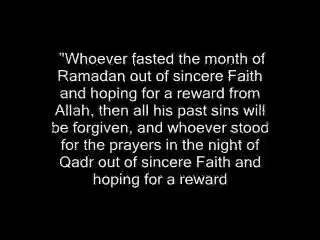 "Whoever fasted the month of
Ramadan out of sincere Faith
and hoping for a reward from
Allah, then all his past sins will
be forgiven, and whoever stood
for the prayers in the night of
Qadr out of sincere Faith and
hoping for a reward